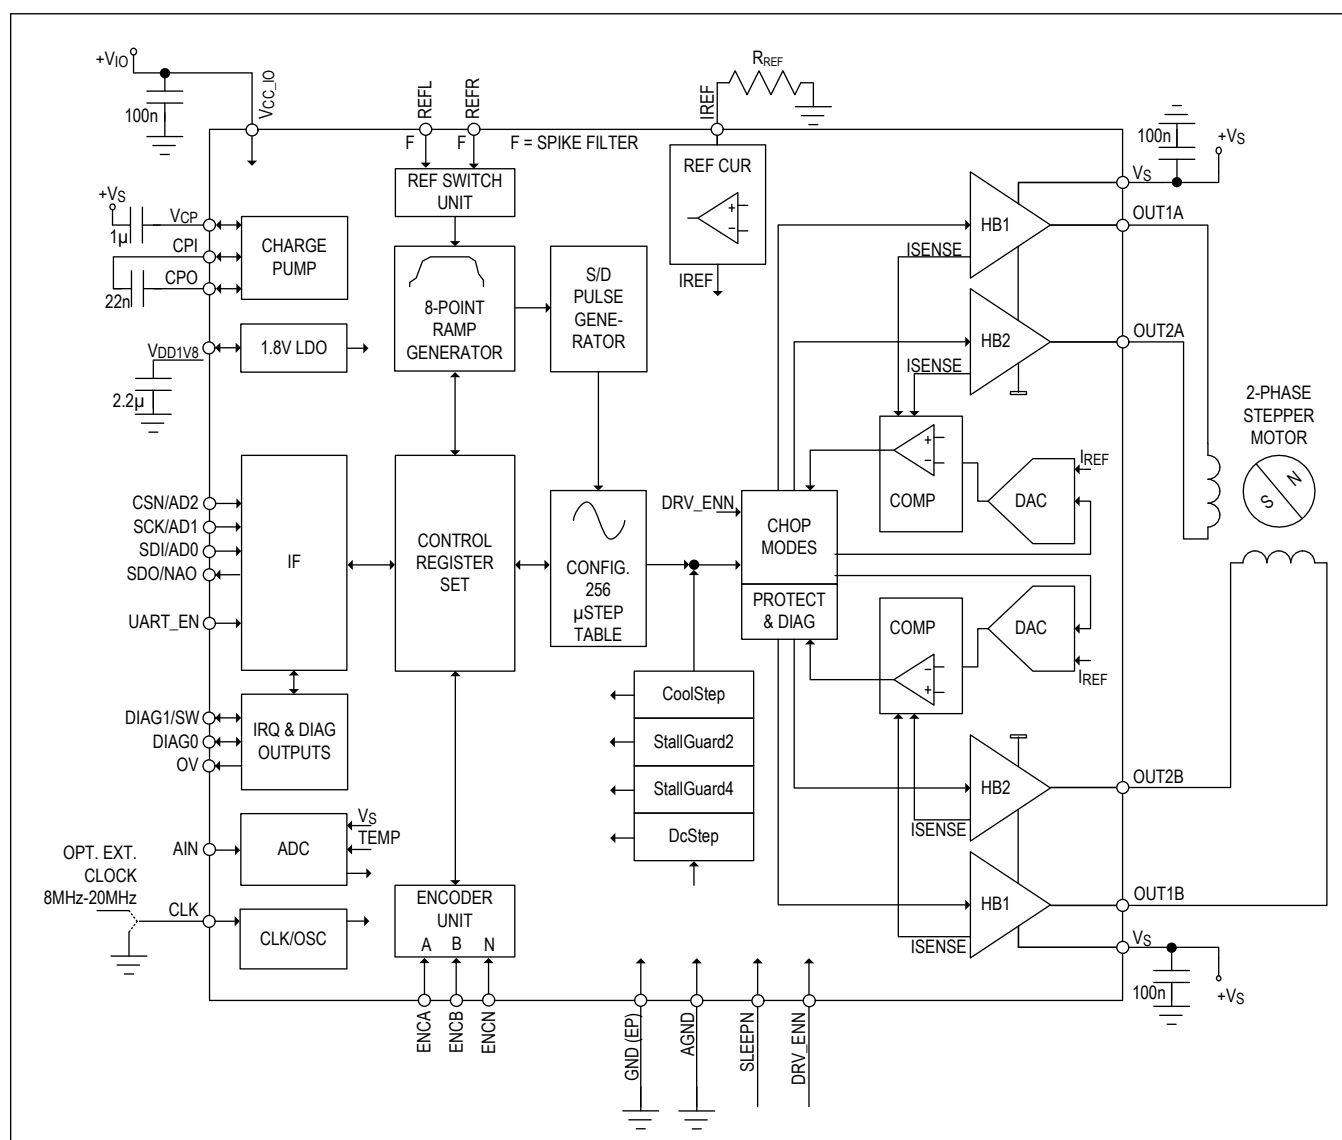 +VIO
100n
VCC_IO
REFL
REFR
F
F
F = SPIKE FILTER
REF SWITCH
UNIT
IREF
RREF
REF CUR
+
−
IREF
100n
+VS
VS
+VS
VCP
1µ
CPI
CPO
22n
CHARGE
PUMP
8-POINT
RAMP
GENERATOR
S/D
PULSE
GENE-
RATOR
HB1
OUT1A
ISENSE
HB2
OUT2A
ISENSE
VDD1V8
1.8V LDO
2.2µ
2-PHASE
STEPPER
MOTOR
S
N
+
−
COMP
DAC
IREF
CSN/AD2
SCK/AD1
SDI/AD0
SDO/NAO
UART_EN
IF
CONTROL
REGISTER
SET
CONFIG.
256
µSTEP
TABLE
DRV_ENN
CHOP
MODES
PROTECT
& DIAG
COMP
−
+
DAC
IREF
DIAG1/SW
DIAG0
OV
IRQ & DIAG
OUTPUTS
CoolStep
StallGuard2
StallGuard4
DcStep
HB2
OUT2B
ISENSE
AIN
ADC
VS
TEMP
OPT. EXT.
CLOCK
8MHz-20MHz
CLK
CLK/OSC
ENCODER
UNIT
A
B
N
HB1
OUT1B
ISENSE
VS
100n
+VS
ENCA
ENCB
ENCN
GND (EP)
AGND
SLEEPN
DRV_ENN